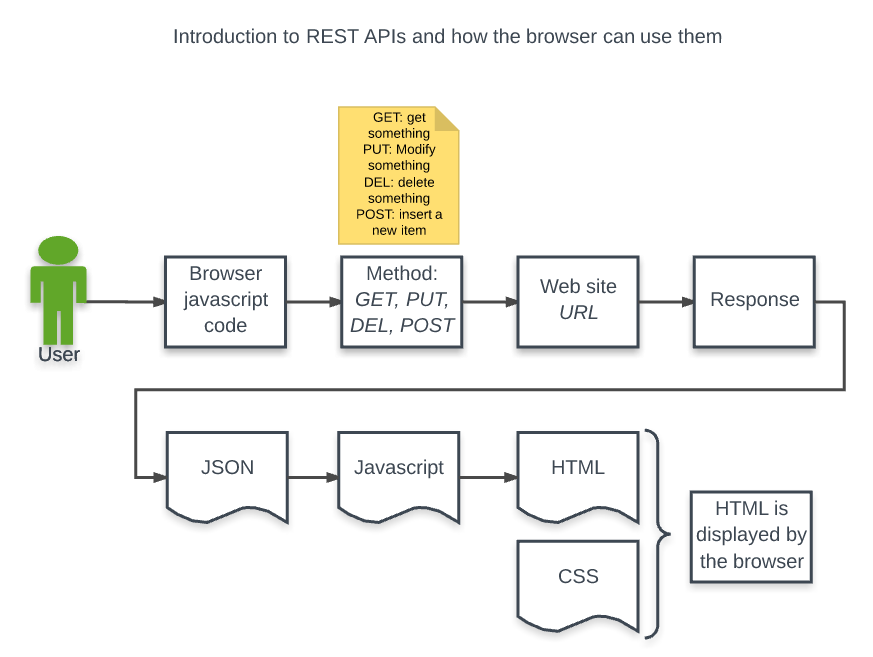 Introduction to REST APIs and how the browser can use them
GET: get
something
PUT: Modify
something
DEL: delete
something
POST: insert a
new item
User
Browser
javascript
code
Method:
GET, PUT,
DEL, POST
Web site
URL
Response
JSON
Javascript
HTML
CSS
HTML is
displayed by
the browser